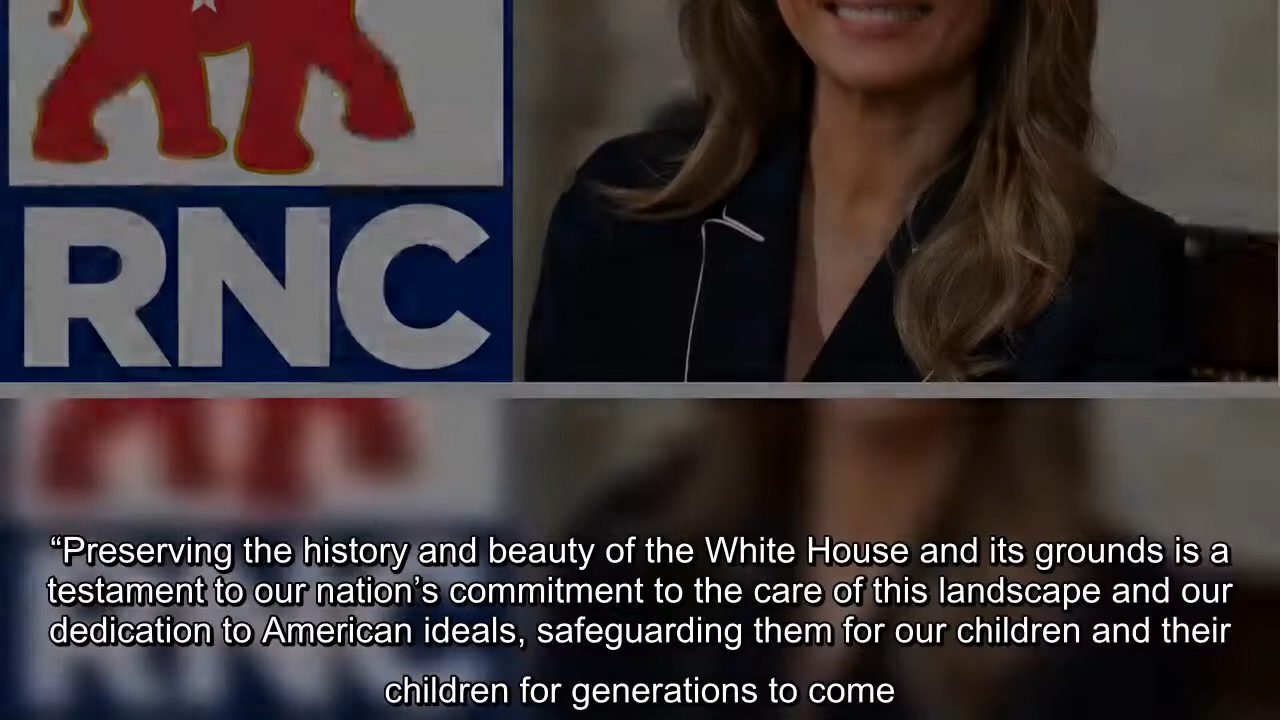 RNC
“Preserving the history and beauty of the White House and its grounds is a
testament to our nation’s commitment to the care of this landscape and our
dedication to American ideals, safeguarding them for our children and their
children for generations to come